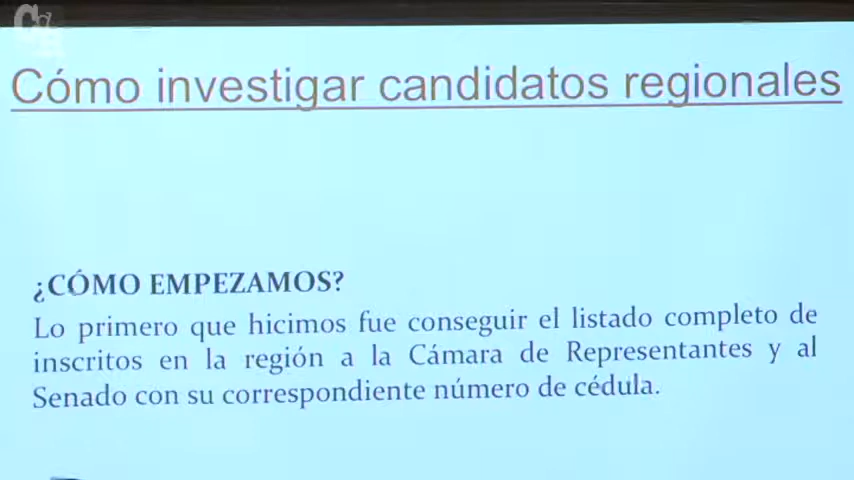 Cómo investigar candidatos regionales
¿CÓMO EMPEZAMOS?
Lo primero que hicimos fue conseguir el listado completo de
inscritos en la región a la Cámara de Representantes y al
Senado con su correspondiente número de cédula.